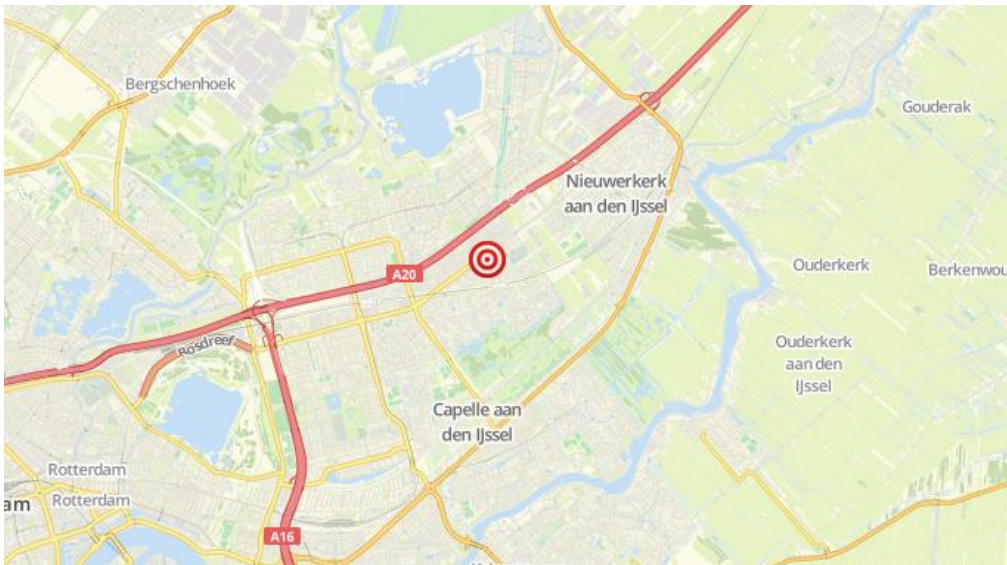 Bergschenhoek
Gouderak
Nieuwerkerk
aan den IJssel
Ouderkerk
Berkenwou
A20
Rosdreef
Ouderkerk
aan den
IJssel
Capelle aan
den IJssel
Rotterdam
Rotterdam
am
A16